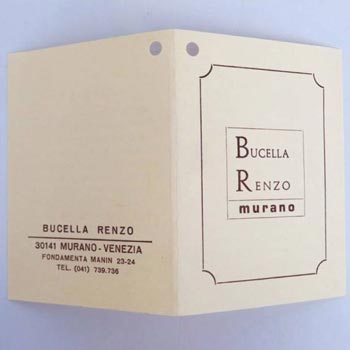 BUCELLA RENZO
30141 MURANO - VENEZIA
FONDAMENTA MANIN 23-24
TEL. (041) 739.736
BUCELLA
RENZO
murano